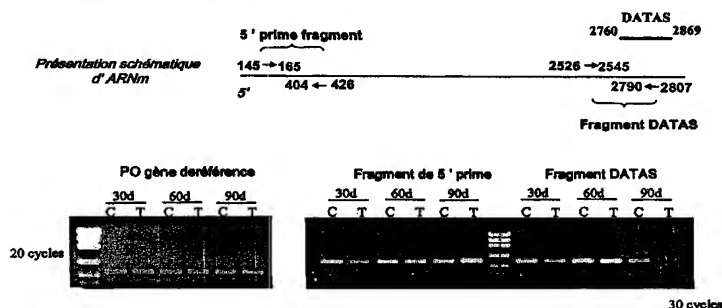 DATAS
2760 2869
5 ' prime fragment
Présentation schématique
d' ARNm
145 165
2526 2545
404 426
2790 2807
5'
Fragment DATAS
PO gène deréférence
Fragment de 5 ' prime
Fragment DATAS
30d 60d 90d
30d 60d 90d
30d 60d 90d
C T C T C T
C T C T C T
C T C T C T
20 cycles
30 cycles